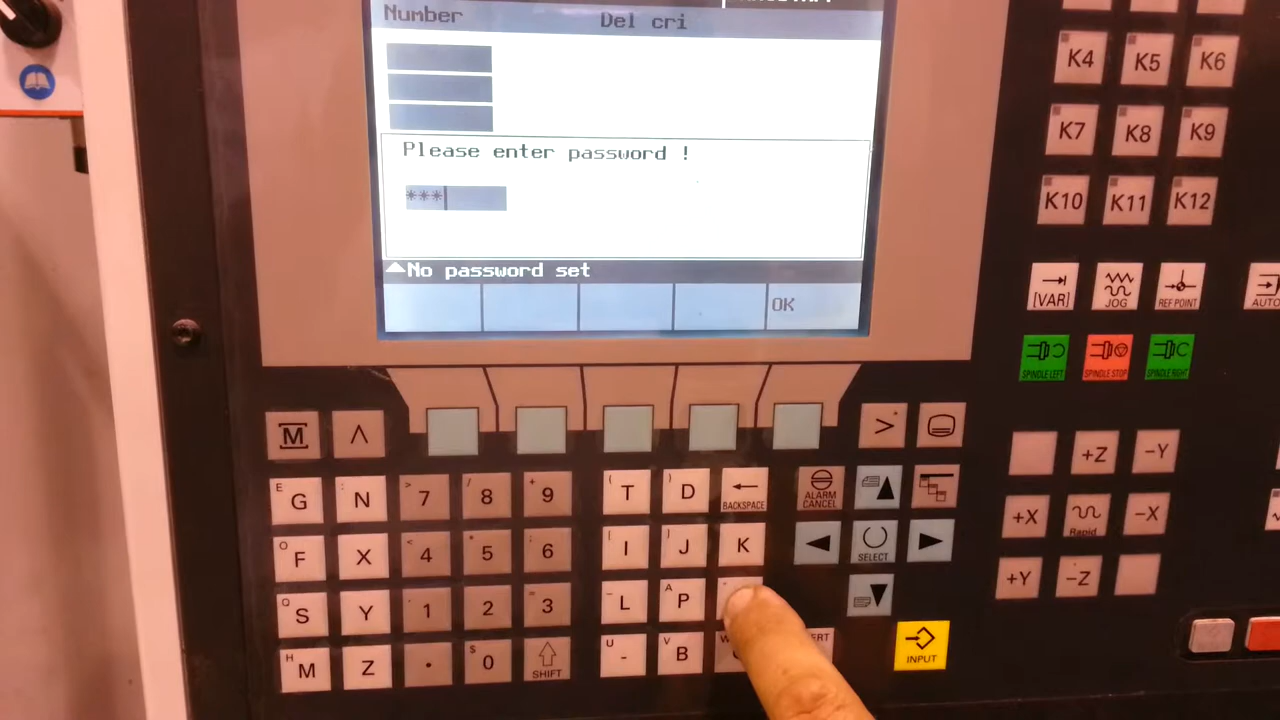 Number Del cri
Please enter password !
***
No password set
OK
K4 K5 K6
K7 K8 K9
K10 K11 K12
[VAR] JOG REF POINT AUTO
SPINDLE LEFT SPINDLE STOP SPINDLE RIGHT
M
E G : N > 7 / 8 + 9 ( T ) D BACKSPACE ALARM CANCEL
O F X < 4 * 5 ; 6 [ I ] J K SELECT
Q S Y 1 2 = 3 - L A P
H M Z . $ 0 SHIFT U - V B W INPUT
+Z -Y
+X Rapid -X
+Y -Z